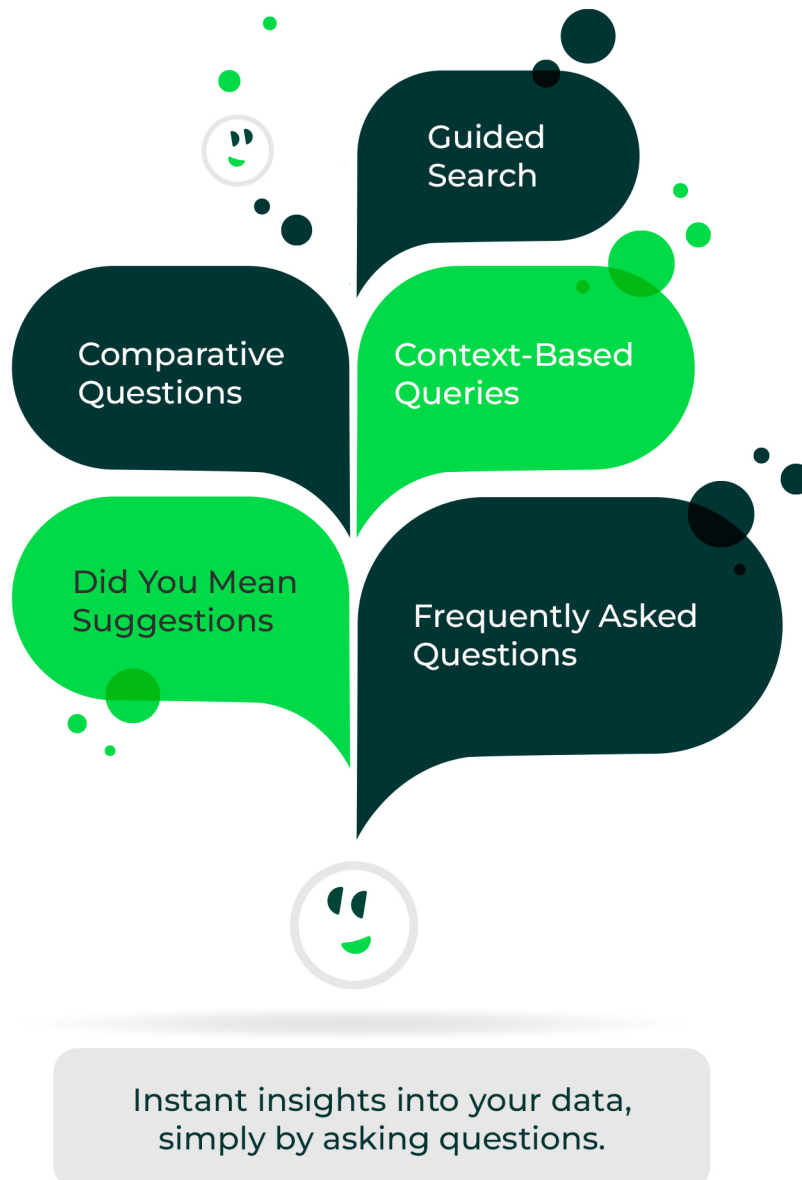 Guided
Search
Comparative
Questions
Context-Based
Queries
Did You Mean
Suggestions
Frequently Asked
Questions
Instant insights into your data,
simply by asking questions.